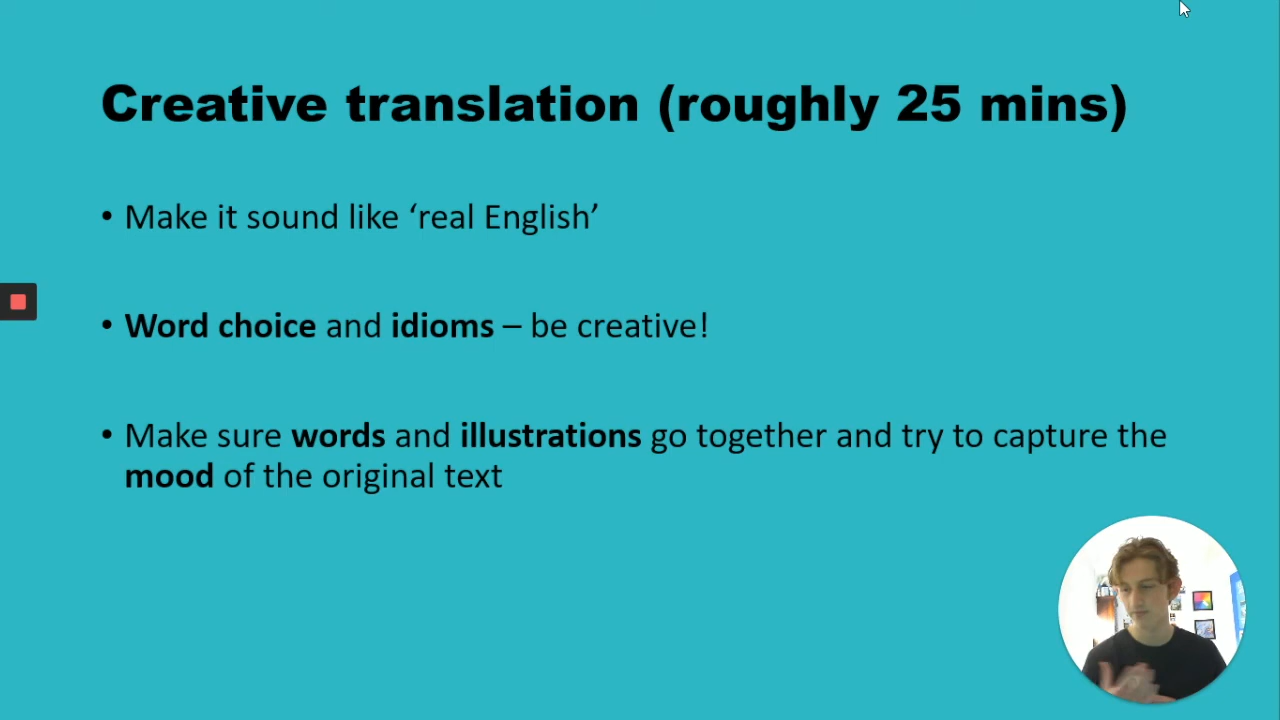 Creative translation (roughly 25 mins)
• Make it sound like ‘real English’
• Word choice and idioms – be creative!
• Make sure words and illustrations go together and try to capture the
mood of the original text